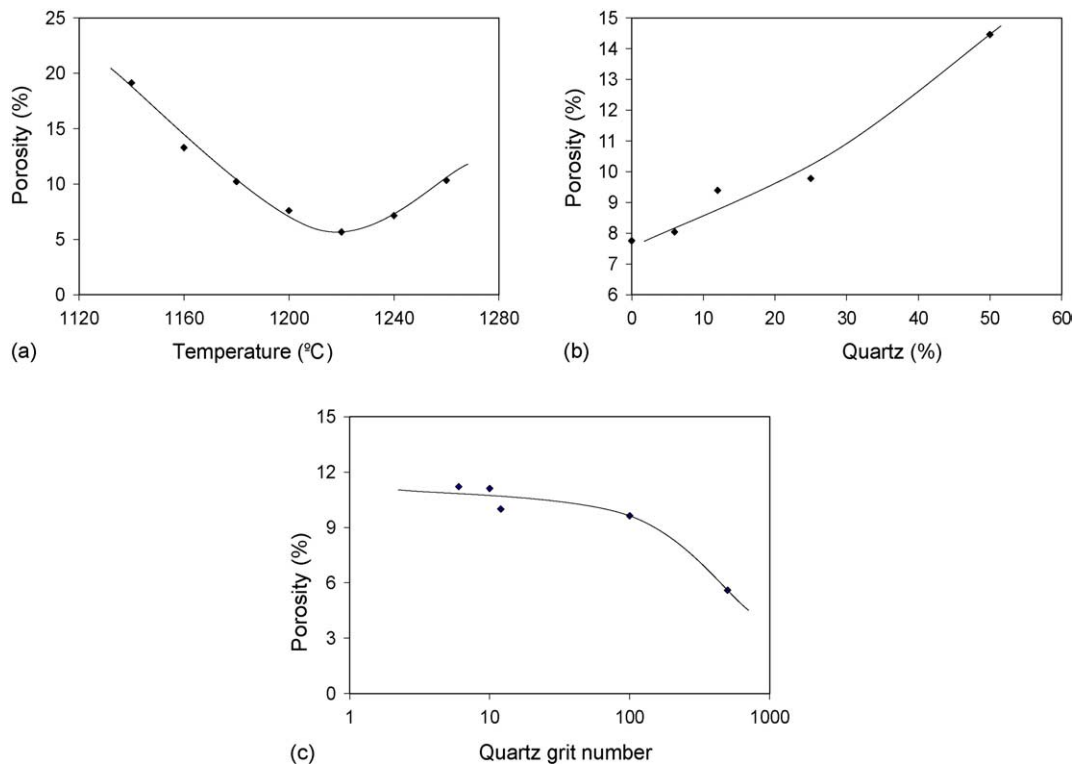 25
20
15
10
5
0
Porosity (%)
1120 1160 1200 1240 1280
(a) Temperature (ºC)
15
14
13
12
11
10
9
8
7
6
Porosity (%)
0 10 20 30 40 50 60
(b) Quartz (%)
15
12
9
6
3
0
Porosity (%)
1 10 100 1000
(c) Quartz grit number